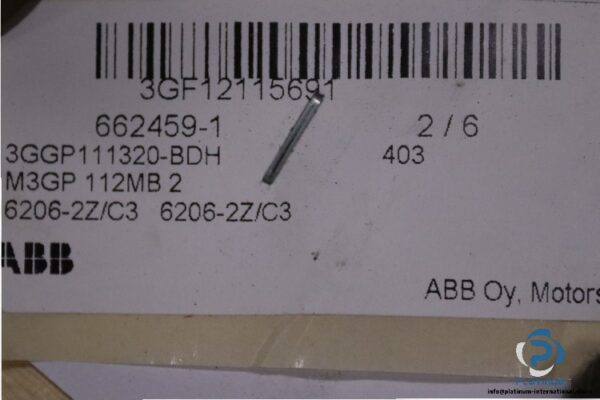 3GF12115691
662459-1 2 / 6
3GGP111320-BDH 403
M3GP 112MB 2
6206-2Z/C3 6206-2Z/C3
ABB
ABB Oy, Motors
PLATINUM
info@platinum-international.com